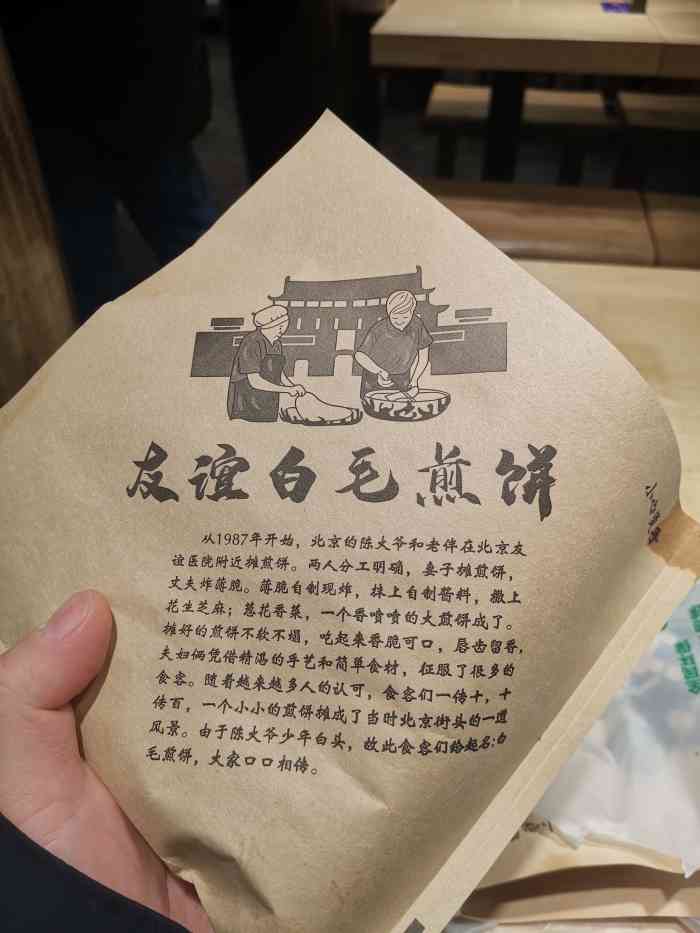 友谊白毛煎饼
从1987年开始，北京的陈大爷和老伴在北京友
谊医院附近摊煎饼。两人分工明确，妻子摊煎饼，
丈夫炸薄脆。薄脆自制现炸，抹上自制酱料，撒上
花生芝麻；葱花香菜，一个香喷喷的大煎饼成了。
摊好的煎饼不软不塌，吃起来香脆可口，唇齿留香，
夫妇俩凭借精湛的手艺和简单食材，征服了很多的
食客。随着越来越多人的认可，食客们一传十，十
传百，一个小小的煎饼摊成了当时北京街头的一道
风景。由于陈大爷少年白头，故此食客们给起名:白
毛煎饼，大家口口相传。